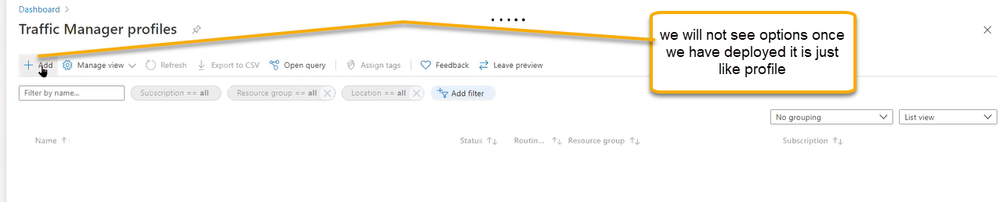 Dashboard >
Traffic Manager profiles
we will not see options once
we have deployed it is just
like profile
+ Add Manage view Refresh Export to CSV Open query Assign tags Feedback Leave preview
Filter by name... Subscription == all Resource group == all Location == all Add filter
No grouping List view
Name ↑↓ Status ↑↓ Routin... ↑↓ Resource group ↑↓ Subscription ↑↓